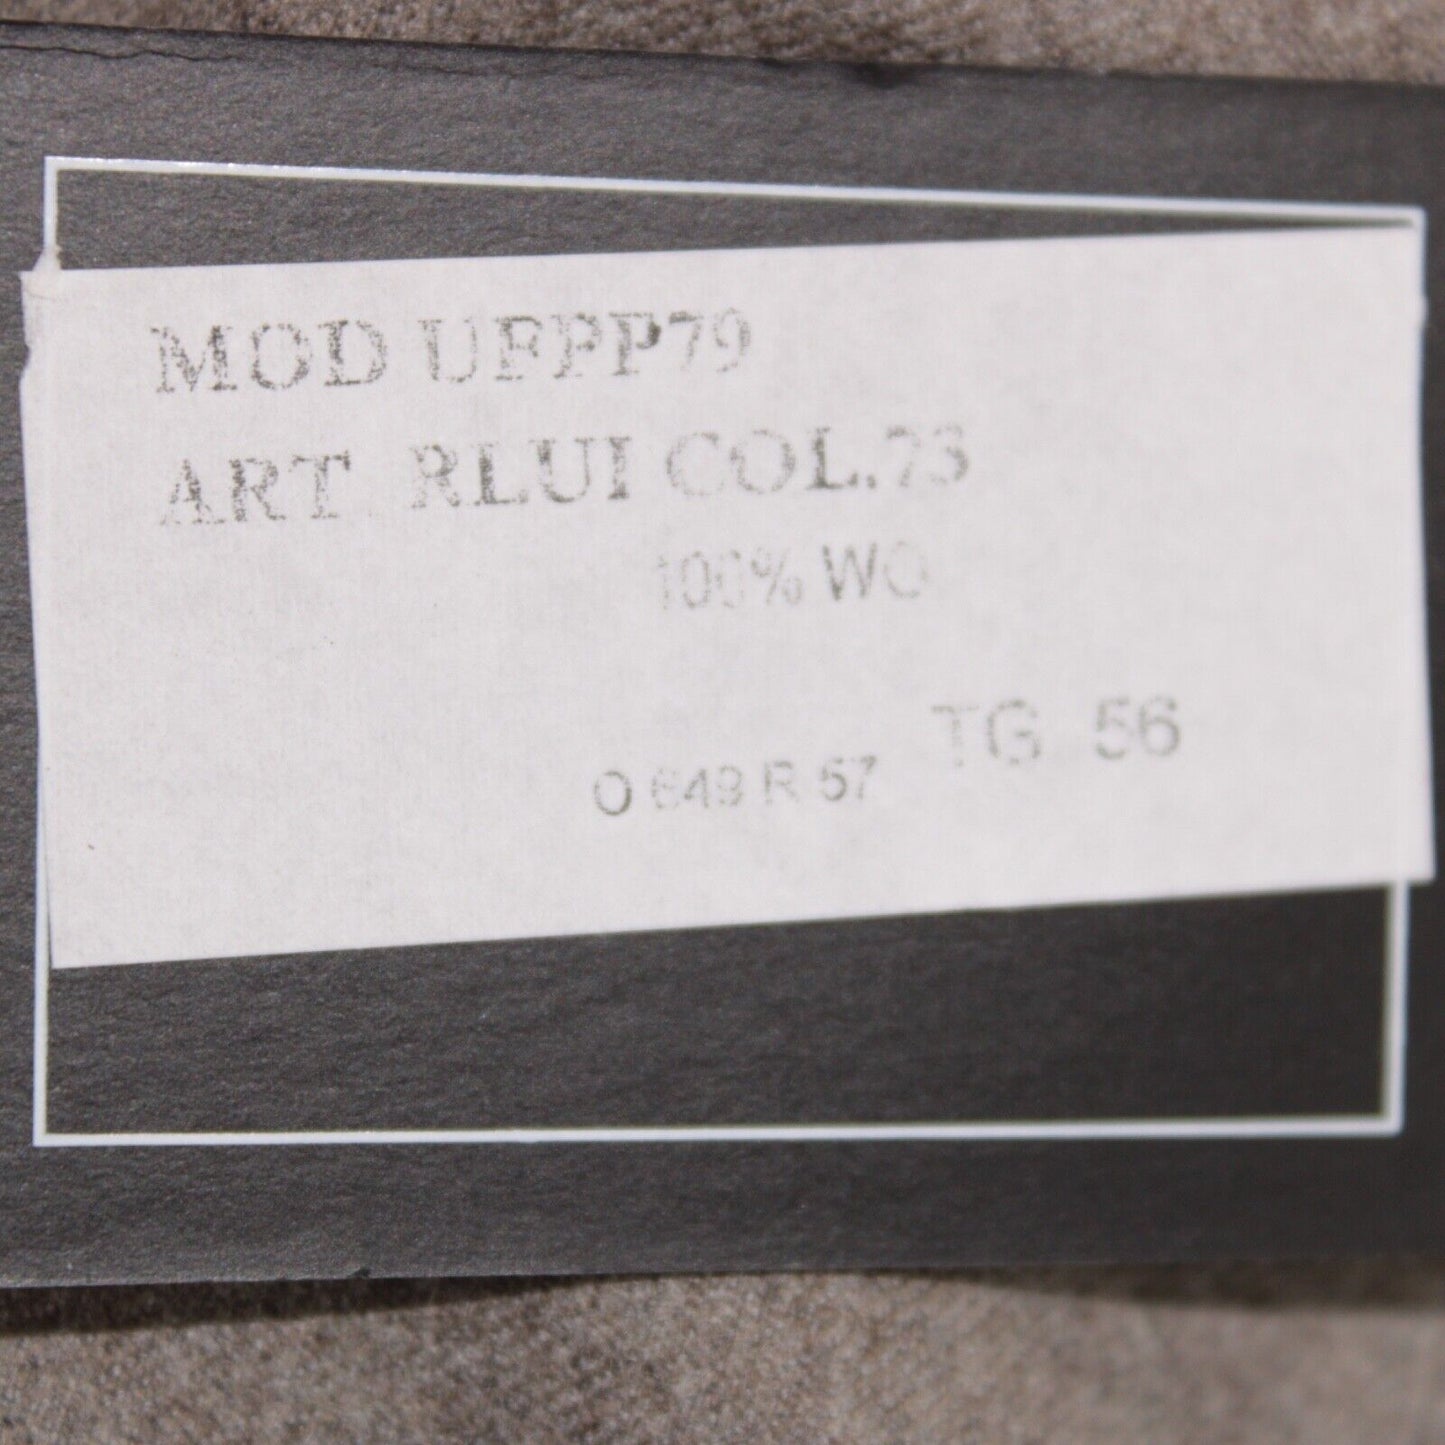 MOD UFPP79
ART RLUI COL.73
100% WO
TG 56
O 649 R 57